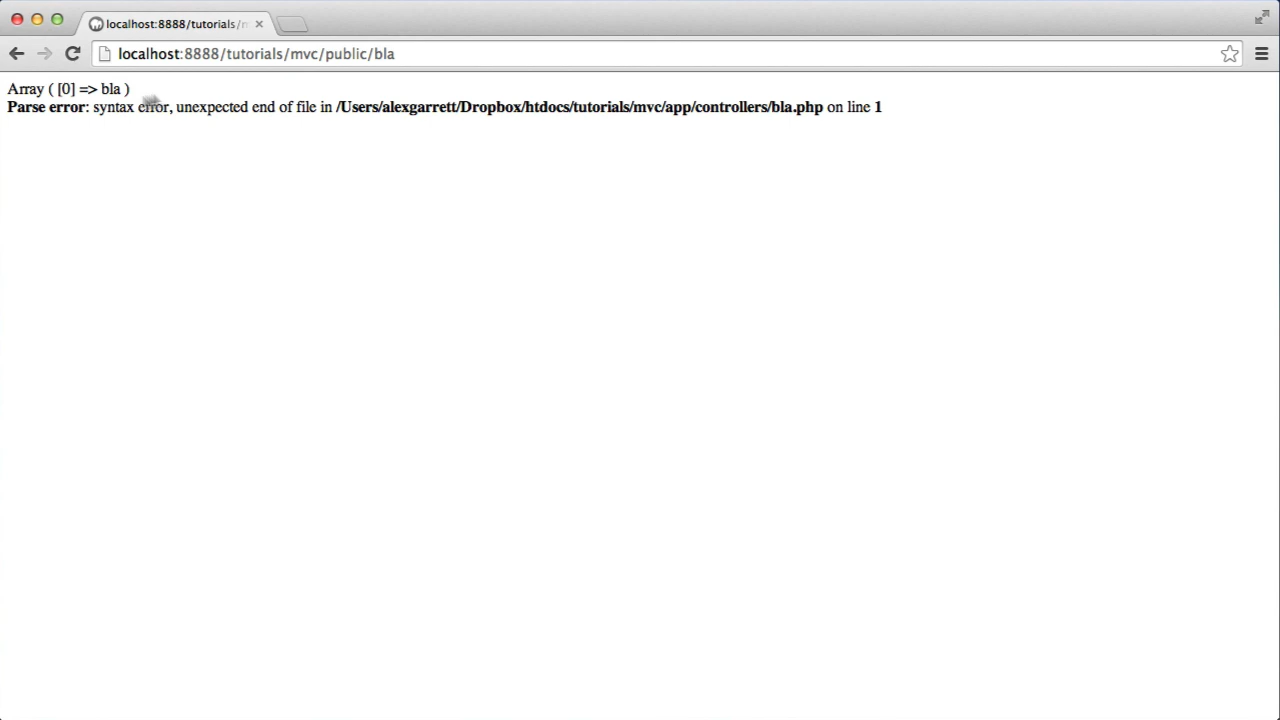 localhost:8888/tutorials/m
localhost:8888/tutorials/mvc/public/bla
Array ( [0] => bla )
Parse error: syntax error, unexpected end of file in /Users/alexgarrett/Dropbox/htdocs/tutorials/mvc/app/controllers/bla.php on line 1